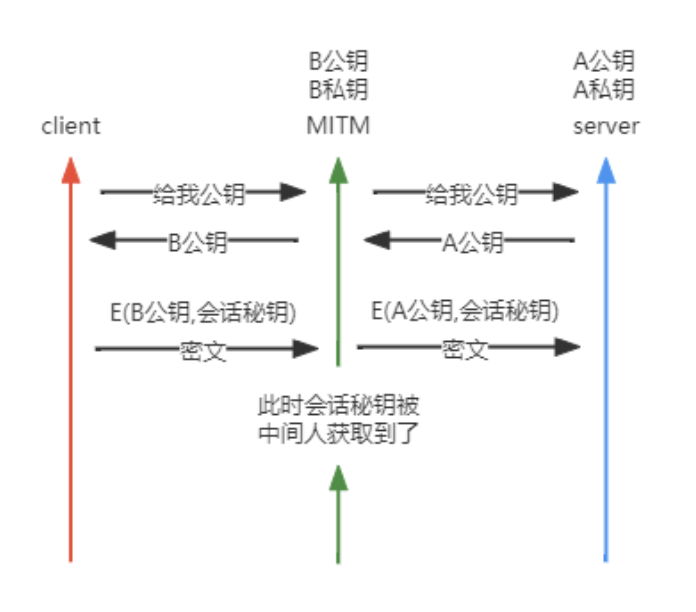 B公钥
B私钥
A公钥
A私钥
client
MITM
server
给我公钥
给我公钥
B公钥
A公钥
E(B公钥,会话秘钥)
E(A公钥,会话秘钥)
密文
密文
此时会话秘钥被
中间人获取到了